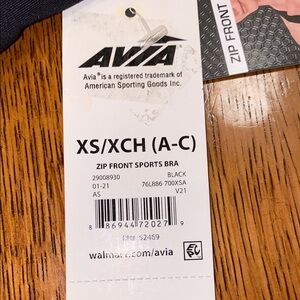 AVIA
Avia® is a registered trademark of
American Sporting Goods Inc.
XS/XCH (A-C)
ZIP FRONT SPORTS BRA
29008930 BLACK
01-21 76L886-700XSA
AS V21
8 86944 72027 9
walmart.com/avia
ZIP FRONT